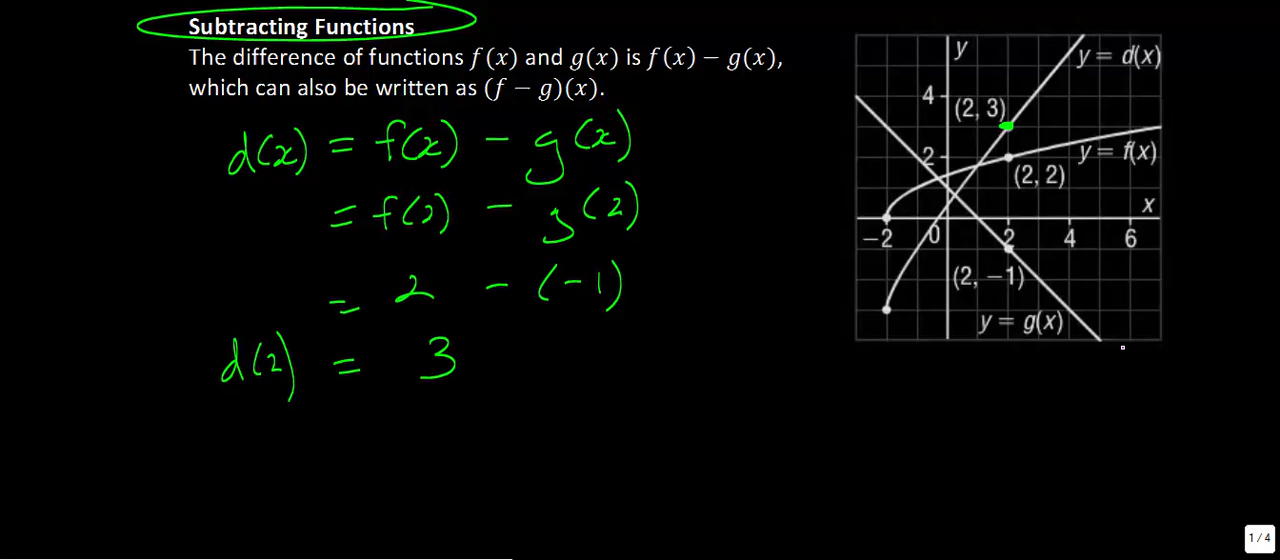 Subtracting Functions
The difference of functions f(x) and g(x) is f(x) − g(x),
which can also be written as (f − g)(x).
d(x) = f(x) − g(x)
= f(2) − g(2)
= 2 − (−1)
d(2) = 3
y
y = d(x)
4
(2, 3)
2
y = f(x)
(2, 2)
x
−2
0
2
4
6
(2, −1)
y = g(x)
1 / 4